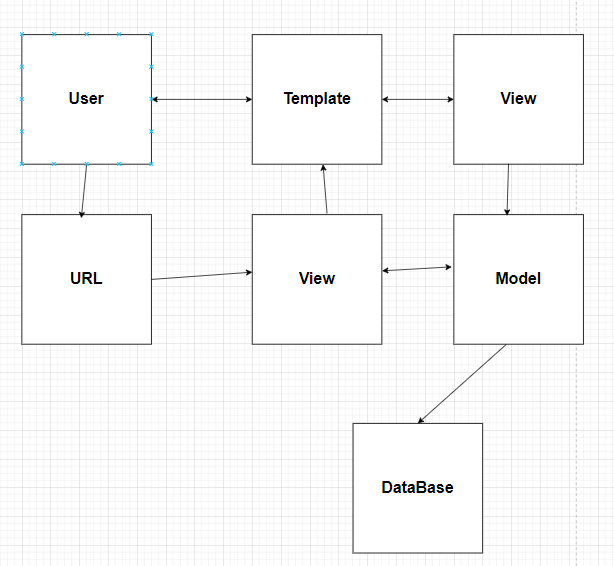 User
Template
View
URL
View
Model
DataBase